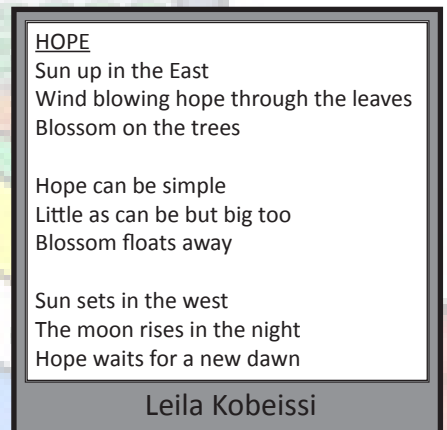 HOPE
Sun up in the East
Wind blowing hope through the leaves
Blossom on the trees
Hope can be simple
Little as can be but big too
Blossom floats away
Sun sets in the west
The moon rises in the night
Hope waits for a new dawn
Leila Kobeissi